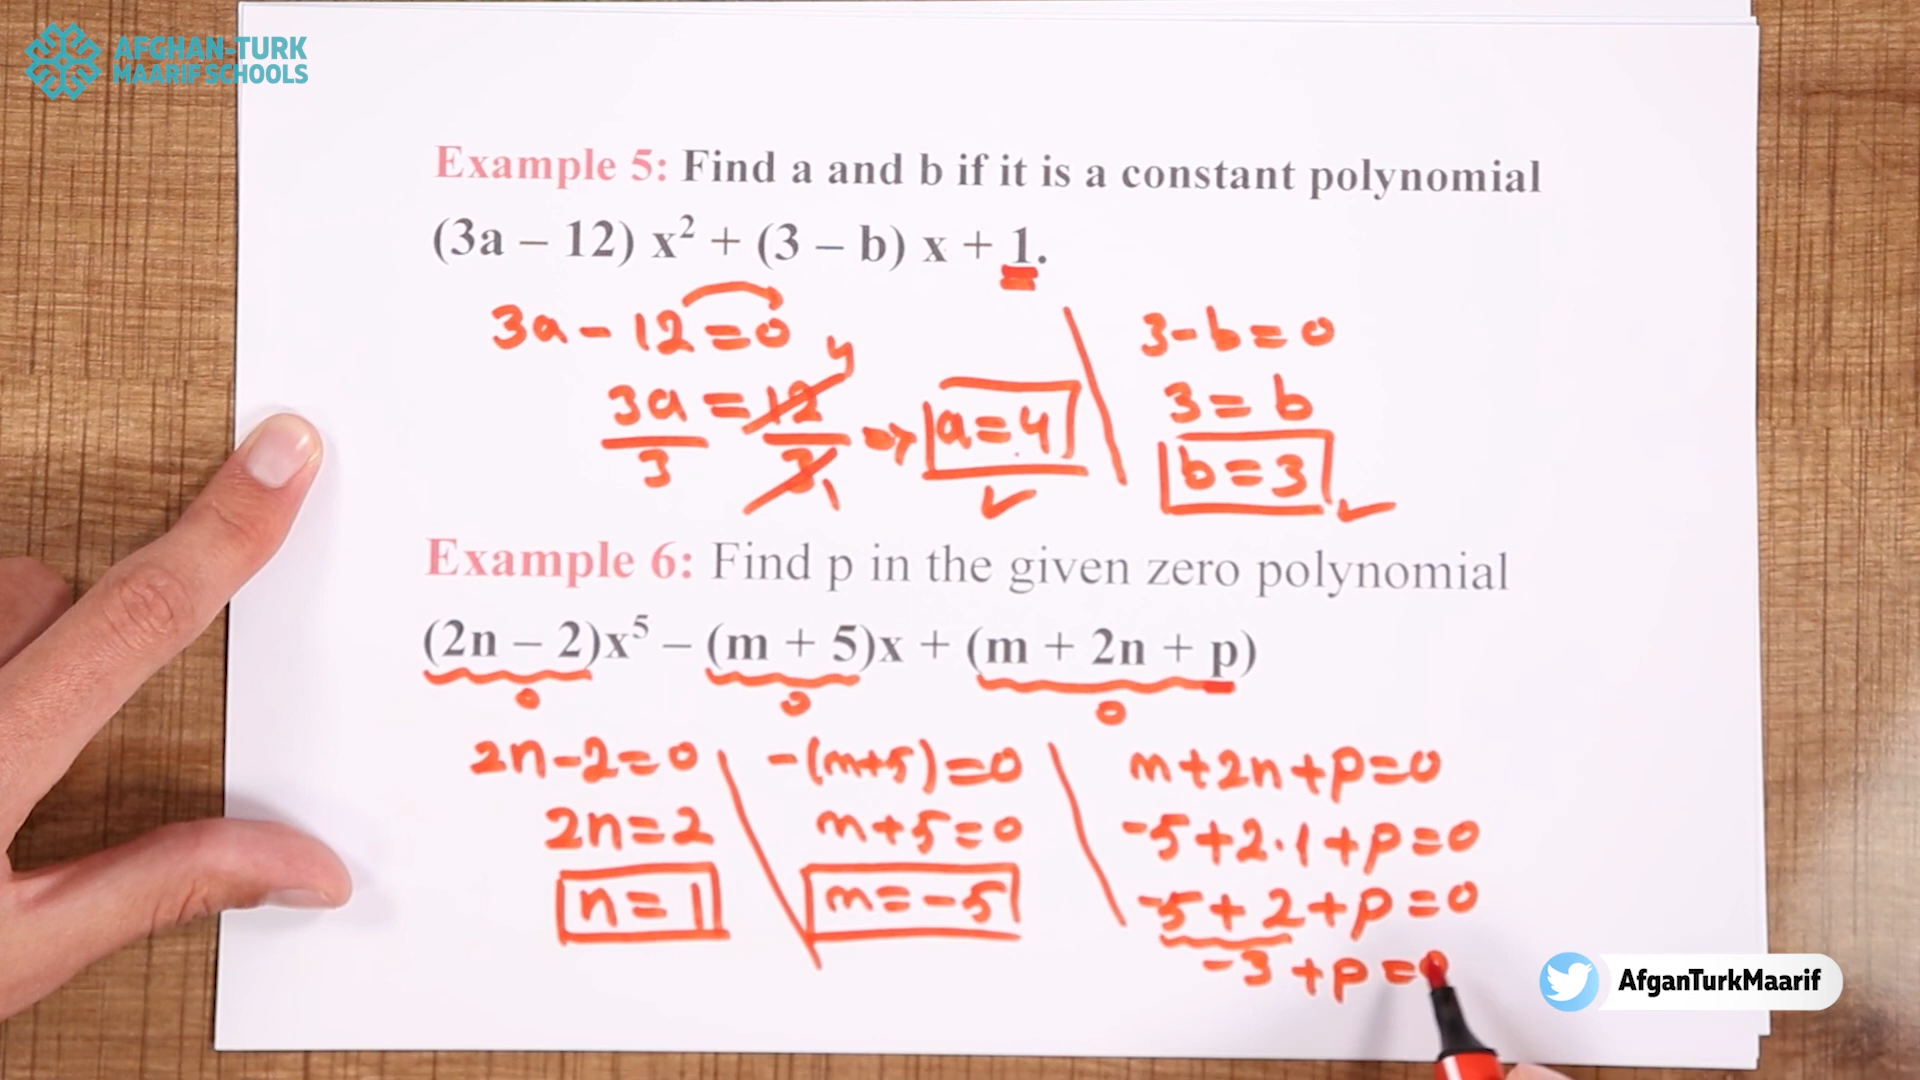 AFGHAN-TURK
MAARIF SCHOOLS
Example 5: Find a and b if it is a constant polynomial
(3a – 12) x² + (3 – b) x + 1.
3a - 12 = 0
3a = 12 4
3 3 1
⇒ a = 4
3 - b = 0
3 = b
b = 3
Example 6: Find p in the given zero polynomial
(2n – 2)x⁵ – (m + 5)x + (m + 2n + p)
0 0 0
2n - 2 = 0
2n = 2
n = 1
-(m+5) = 0
m + 5 = 0
m = -5
m + 2n + p = 0
-5 + 2·1 + p = 0
-5 + 2 + p = 0
-3 + p = 0
AfganTurkMaarif